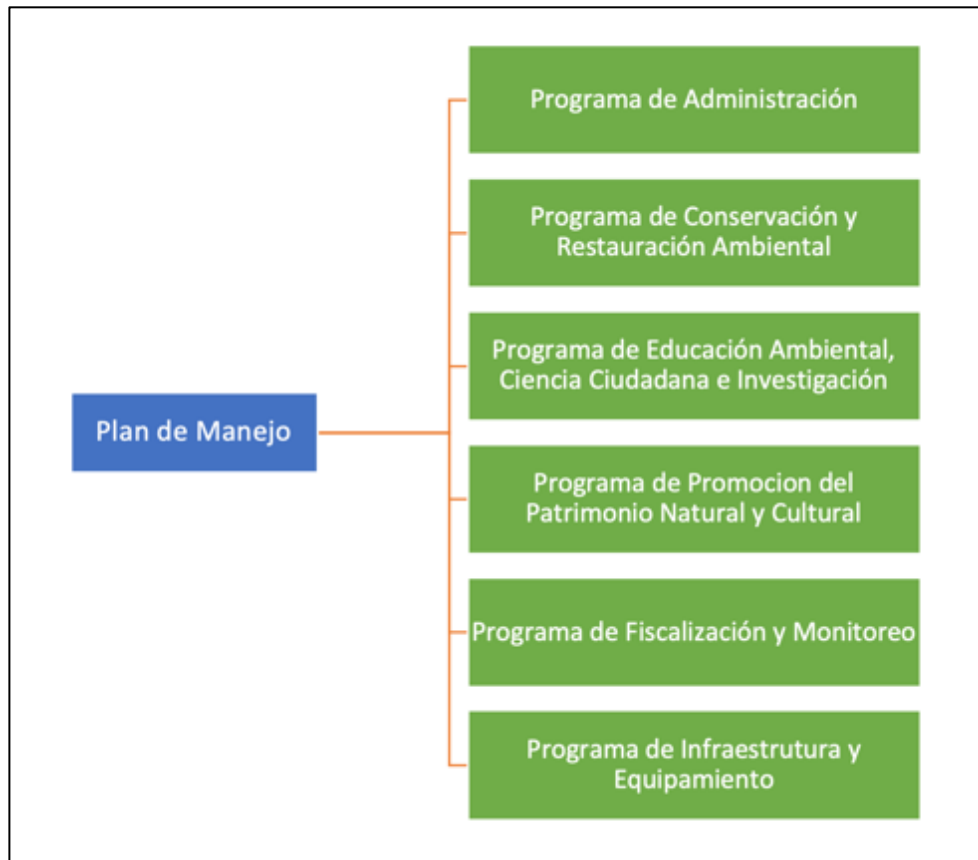 Programa de Administración
Programa de Conservación y
Restauración Ambiental
Programa de Educación Ambiental,
Ciencia Ciudadana e Investigación
Plan de Manejo
Programa de Promocion del
Patrimonio Natural y Cultural
Programa de Fiscalización y Monitoreo
Programa de Infraestrutura y
Equipamiento